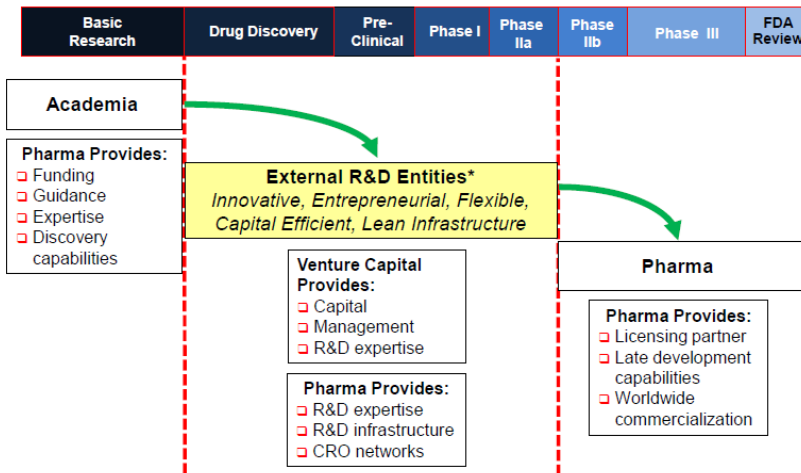 Basic
Research
Drug Discovery
Pre-
Clinical
Phase I
Phase
IIa
Phase
IIb
Phase III
FDA
Review
Academia
Pharma Provides:
Funding
Guidance
Expertise
Discovery
capabilities
External R&D Entities*
Innovative, Entrepreneurial, Flexible,
Capital Efficient, Lean Infrastructure
Venture Capital
Provides:
Capital
Management
R&D expertise
Pharma Provides:
R&D expertise
R&D infrastructure
CRO networks
Pharma
Pharma Provides:
Licensing partner
Late development
capabilities
Worldwide
commercialization